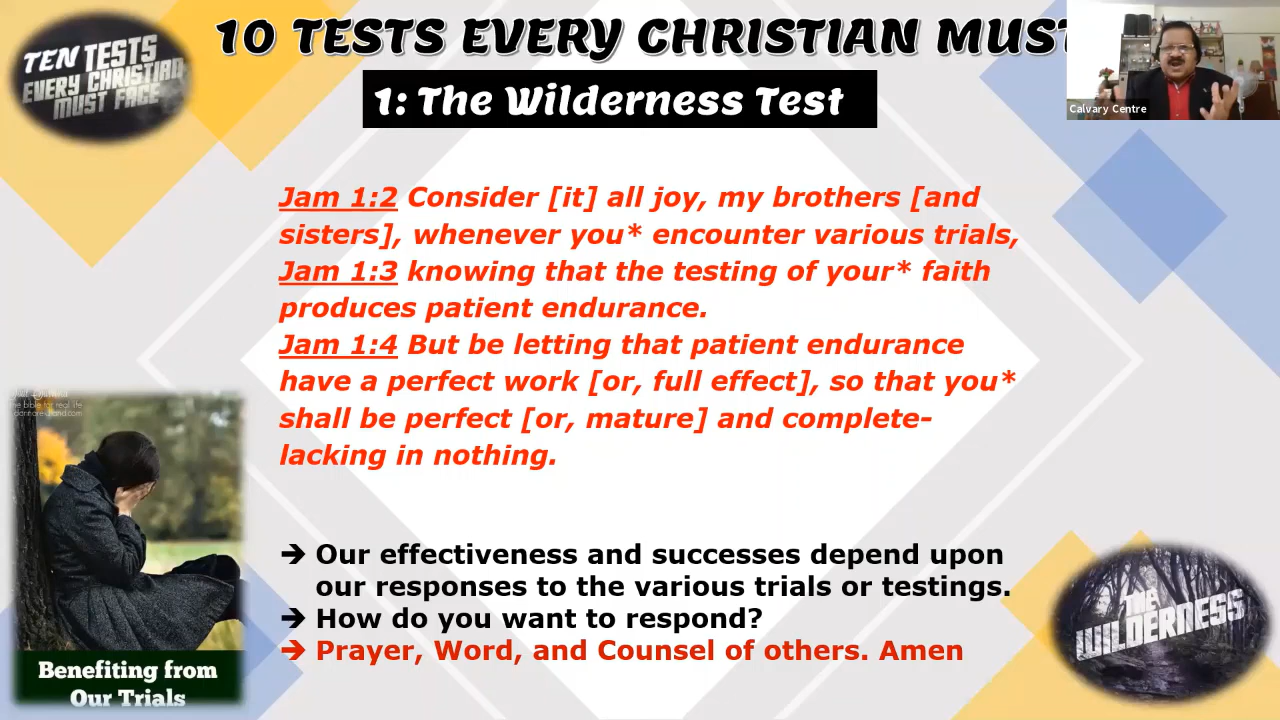 10 TESTS EVERY CHRISTIAN MUST
TEN TESTS
EVERY CHRISTIAN
MUST FACE
1: The Wilderness Test
Calvary Centre
Jam 1:2 Consider [it] all joy, my brothers [and
sisters], whenever you* encounter various trials,
Jam 1:3 knowing that the testing of your* faith
produces patient endurance.
Jam 1:4 But be letting that patient endurance
have a perfect work [or, full effect], so that you*
shall be perfect [or, mature] and complete-
lacking in nothing.
the bible for real life
Benefiting from
Our Trials
➔ Our effectiveness and successes depend upon
our responses to the various trials or testings.
➔ How do you want to respond?
➔ Prayer, Word, and Counsel of others. Amen
THE
WILDERNESS